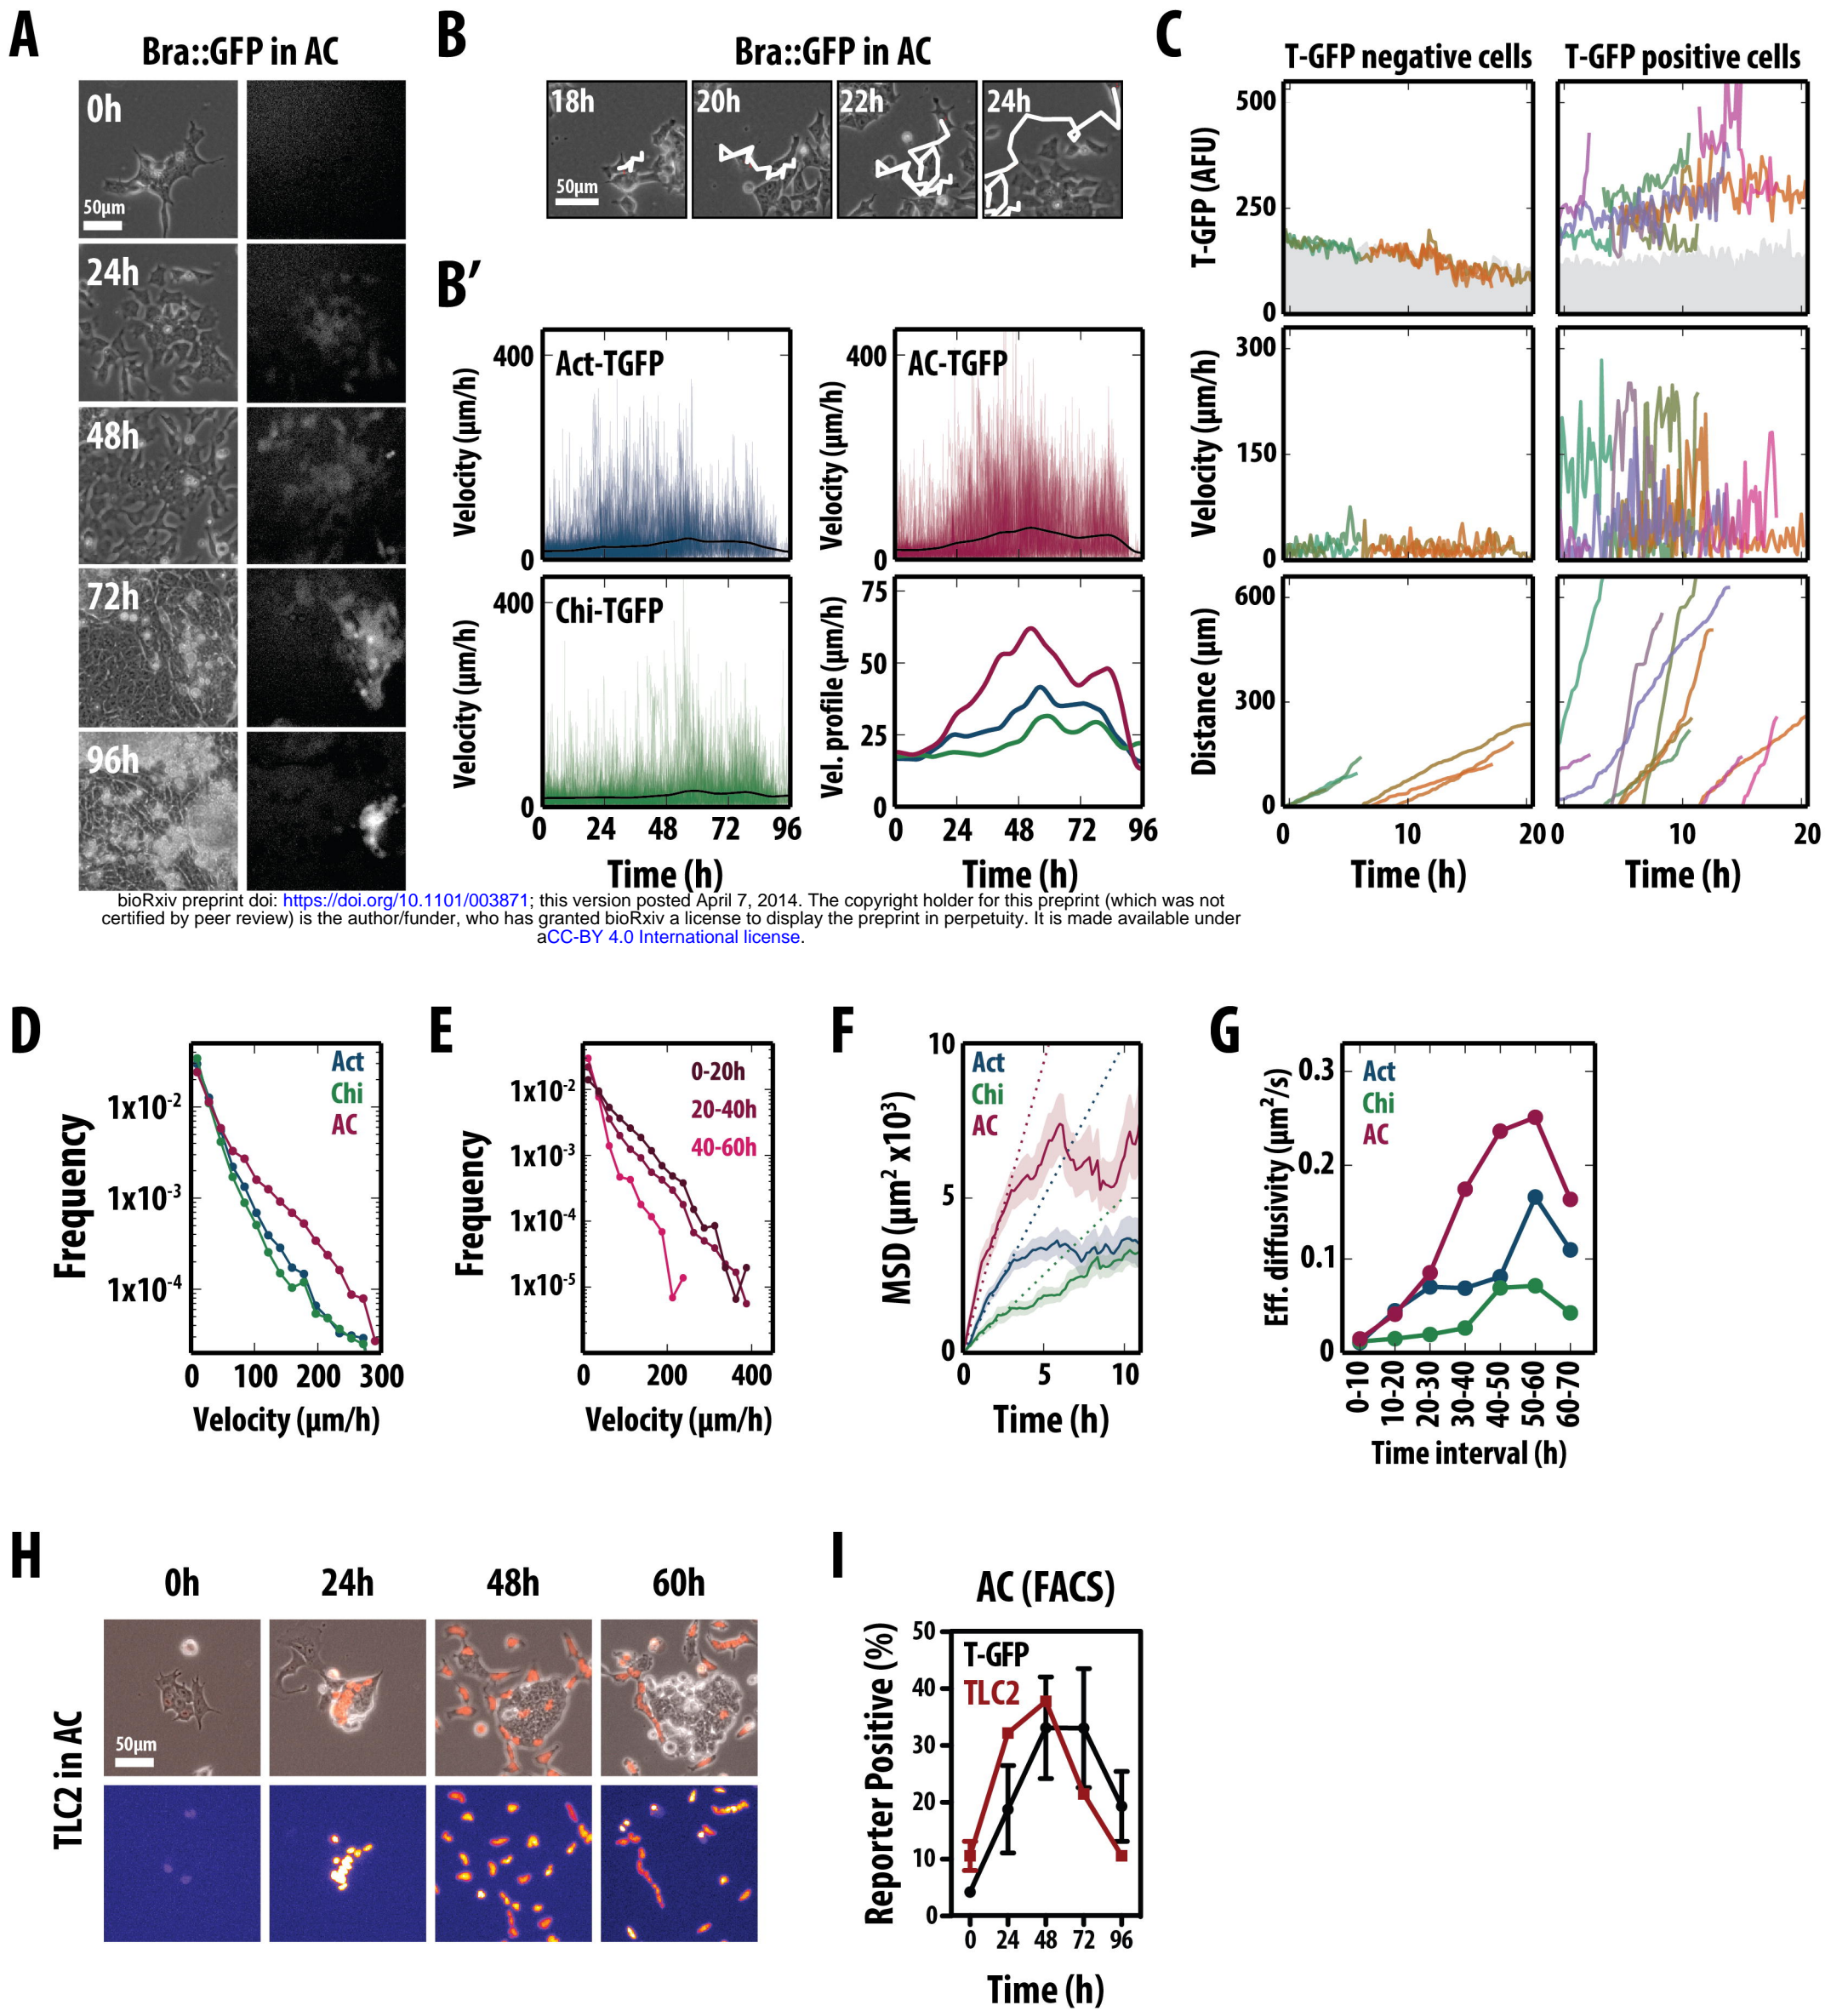 A
Bra::GFP in AC
0h
50µm
24h
48h
72h
96h
B
Bra::GFP in AC
18h
20h
22h
24h
50µm
B′
Act-TGFP
Velocity (µm/h)
400
0
AC-TGFP
Velocity (µm/h)
400
0
Chi-TGFP
Velocity (µm/h)
400
0
0 24 48 72 96
Time (h)
Vel. profile (µm/h)
75
50
25
0
0 24 48 72 96
Time (h)
C
T-GFP negative cells
T-GFP positive cells
T-GFP (AFU)
500
250
0
Velocity (µm/h)
300
150
0
Distance (µm)
600
300
0
0 10 20
0 10 20
Time (h)
Time (h)
bioRxiv preprint doi: https://doi.org/10.1101/003871; this version posted April 7, 2014. The copyright holder for this preprint (which was not
certified by peer review) is the author/funder, who has granted bioRxiv a license to display the preprint in perpetuity. It is made available under
aCC-BY 4.0 International license.
D
Act
Chi
AC
Frequency
1x10⁻²
1x10⁻³
1x10⁻⁴
0 100 200 300
Velocity (µm/h)
E
0-20h
20-40h
40-60h
Frequency
1x10⁻²
1x10⁻³
1x10⁻⁴
1x10⁻⁵
0 200 400
Velocity (µm/h)
F
Act
Chi
AC
MSD (µm² x10³)
10
5
0
0 5 10
Time (h)
G
Act
Chi
AC
Eff. diffusivity (µm²/s)
0.3
0.2
0.1
0
0-10
10-20
20-30
30-40
40-50
50-60
60-70
Time interval (h)
H
0h
24h
48h
60h
TLC2 in AC
50µm
I
AC (FACS)
T-GFP
TLC2
Reporter Positive (%)
50
40
30
20
10
0
0 24 48 72 96
Time (h)